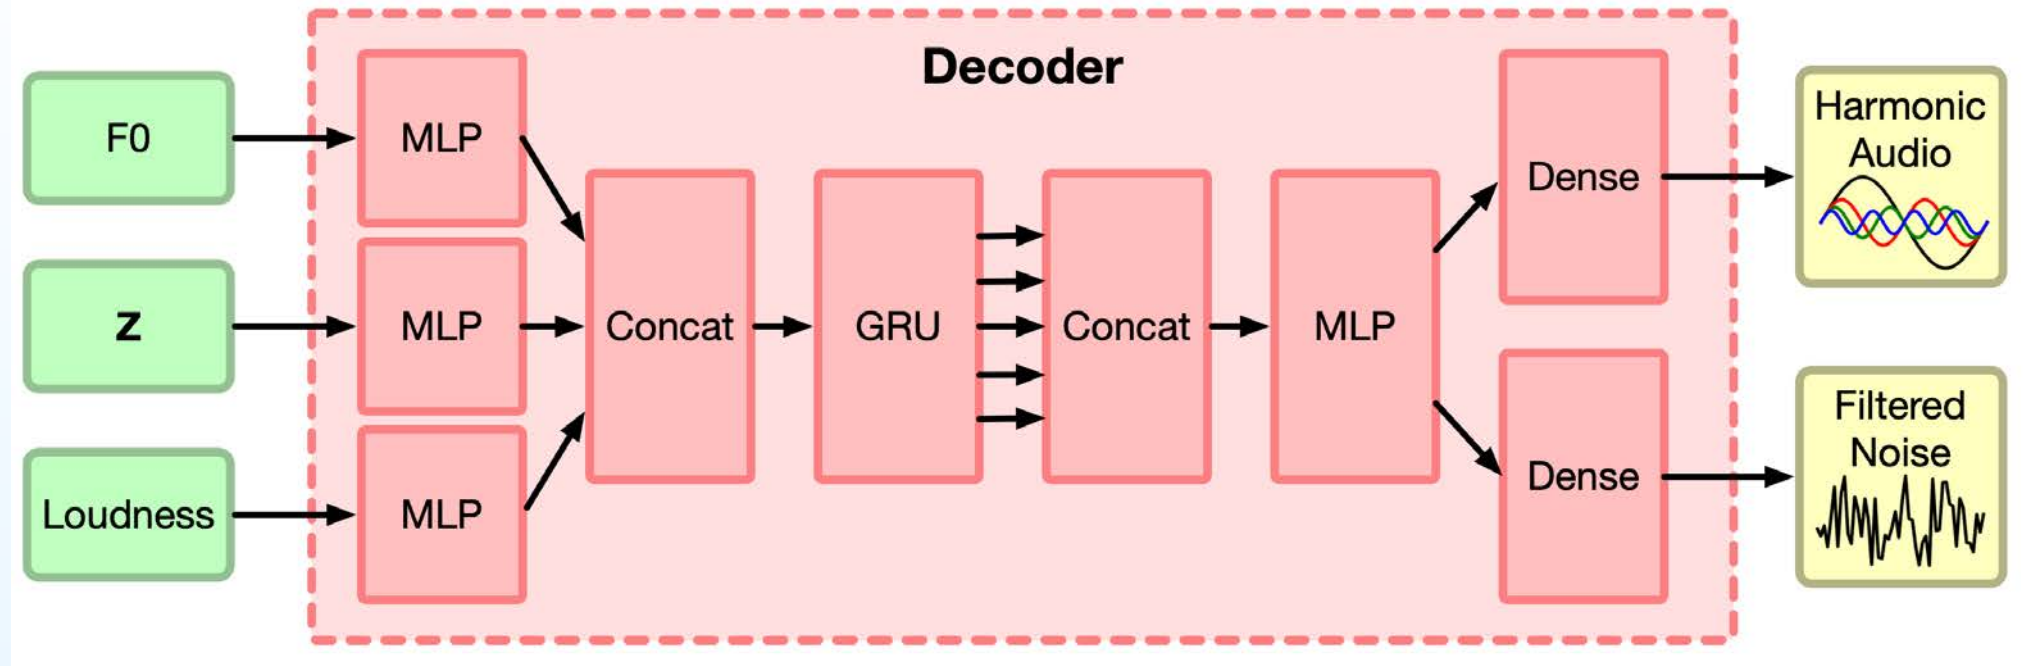 Decoder
F0
MLP
Z
MLP
Loudness
MLP
Concat
GRU
Concat
MLP
Dense
Dense
Harmonic
Audio
Filtered
Noise